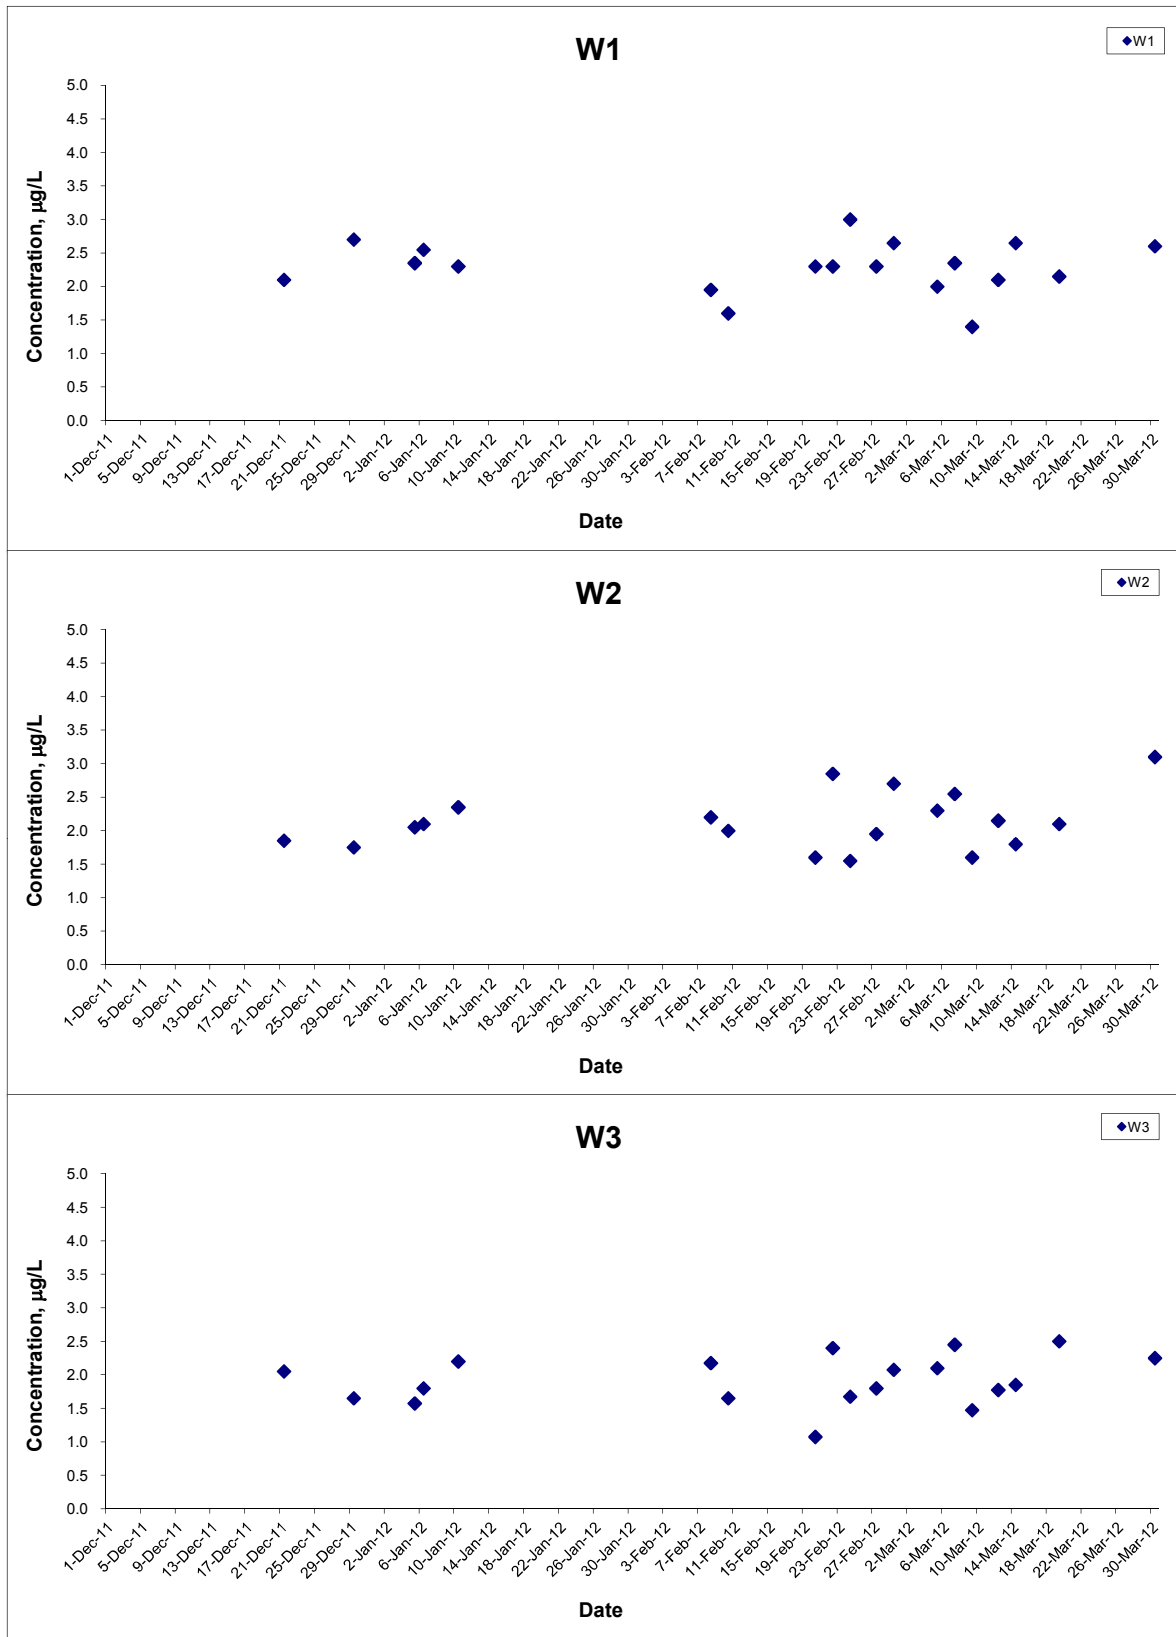 W1
W1
5.0
4.5
4.0
3.5
3.0
2.5
2.0
1.5
1.0
0.5
0.0
Concentration, µg/L
1-Dec-11
5-Dec-11
9-Dec-11
13-Dec-11
17-Dec-11
21-Dec-11
25-Dec-11
29-Dec-11
2-Jan-12
6-Jan-12
10-Jan-12
14-Jan-12
18-Jan-12
22-Jan-12
26-Jan-12
30-Jan-12
3-Feb-12
7-Feb-12
11-Feb-12
15-Feb-12
19-Feb-12
23-Feb-12
27-Feb-12
2-Mar-12
6-Mar-12
10-Mar-12
14-Mar-12
18-Mar-12
22-Mar-12
26-Mar-12
30-Mar-12
Date
W2
W2
5.0
4.5
4.0
3.5
3.0
2.5
2.0
1.5
1.0
0.5
0.0
Concentration, µg/L
1-Dec-11
5-Dec-11
9-Dec-11
13-Dec-11
17-Dec-11
21-Dec-11
25-Dec-11
29-Dec-11
2-Jan-12
6-Jan-12
10-Jan-12
14-Jan-12
18-Jan-12
22-Jan-12
26-Jan-12
30-Jan-12
3-Feb-12
7-Feb-12
11-Feb-12
15-Feb-12
19-Feb-12
23-Feb-12
27-Feb-12
2-Mar-12
6-Mar-12
10-Mar-12
14-Mar-12
18-Mar-12
22-Mar-12
26-Mar-12
30-Mar-12
Date
W3
W3
5.0
4.5
4.0
3.5
3.0
2.5
2.0
1.5
1.0
0.5
0.0
Concentration, µg/L
1-Dec-11
5-Dec-11
9-Dec-11
13-Dec-11
17-Dec-11
21-Dec-11
25-Dec-11
29-Dec-11
2-Jan-12
6-Jan-12
10-Jan-12
14-Jan-12
18-Jan-12
22-Jan-12
26-Jan-12
30-Jan-12
3-Feb-12
7-Feb-12
11-Feb-12
15-Feb-12
19-Feb-12
23-Feb-12
27-Feb-12
2-Mar-12
6-Mar-12
10-Mar-12
14-Mar-12
18-Mar-12
22-Mar-12
26-Mar-12
30-Mar-12
Date